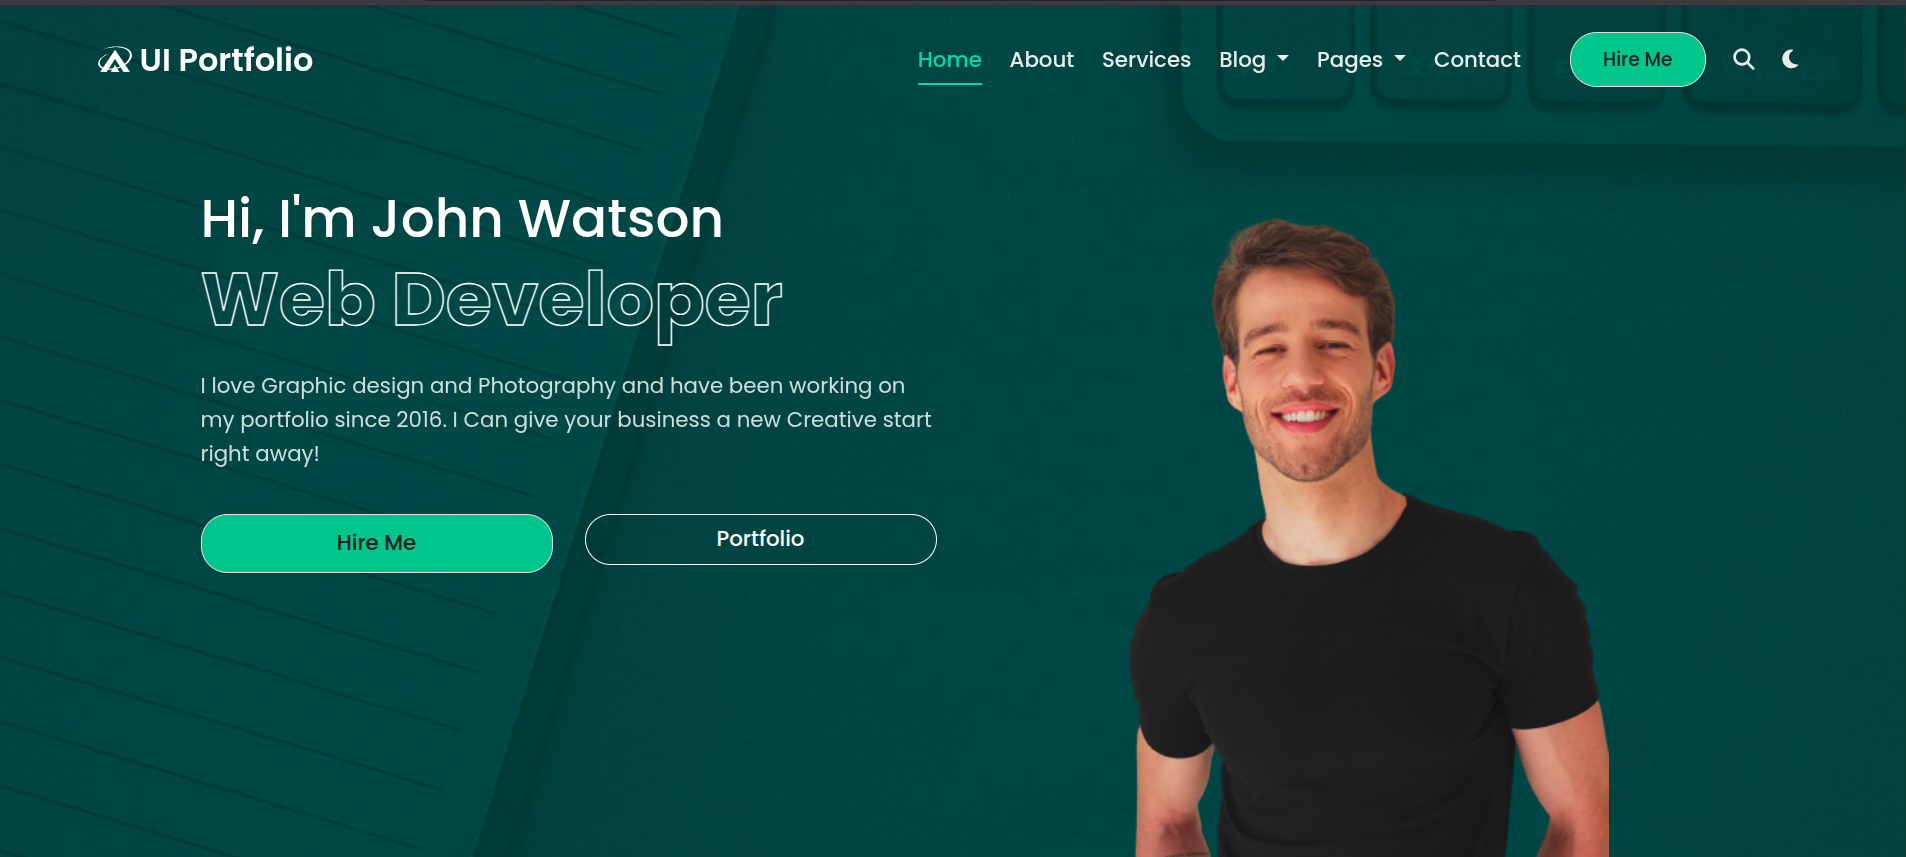 UI Portfolio
Home About Services Blog Pages Contact Hire Me
Hi, I'm John Watson
Web Developer
I love Graphic design and Photography and have been working on
my portfolio since 2016. I Can give your business a new Creative start
right away!
Hire Me Portfolio